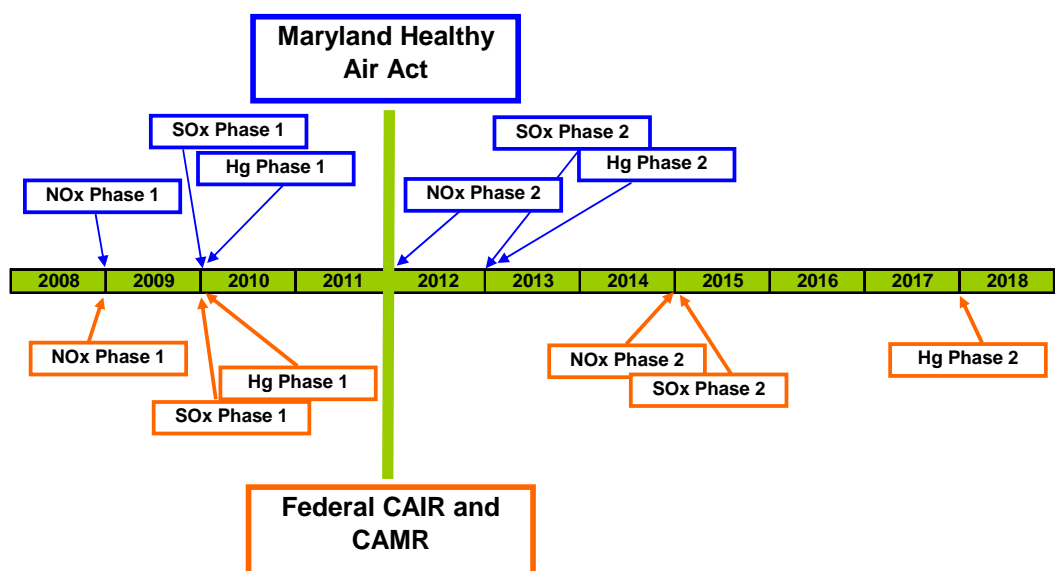 Maryland Healthy
Air Act
SOx Phase 1
SOx Phase 2
Hg Phase 1
Hg Phase 2
NOx Phase 1
NOx Phase 2
2008 2009 2010 2011 2012 2013 2014 2015 2016 2017 2018
NOx Phase 1
NOx Phase 2
Hg Phase 2
Hg Phase 1
SOx Phase 2
SOx Phase 1
Federal CAIR and
CAMR